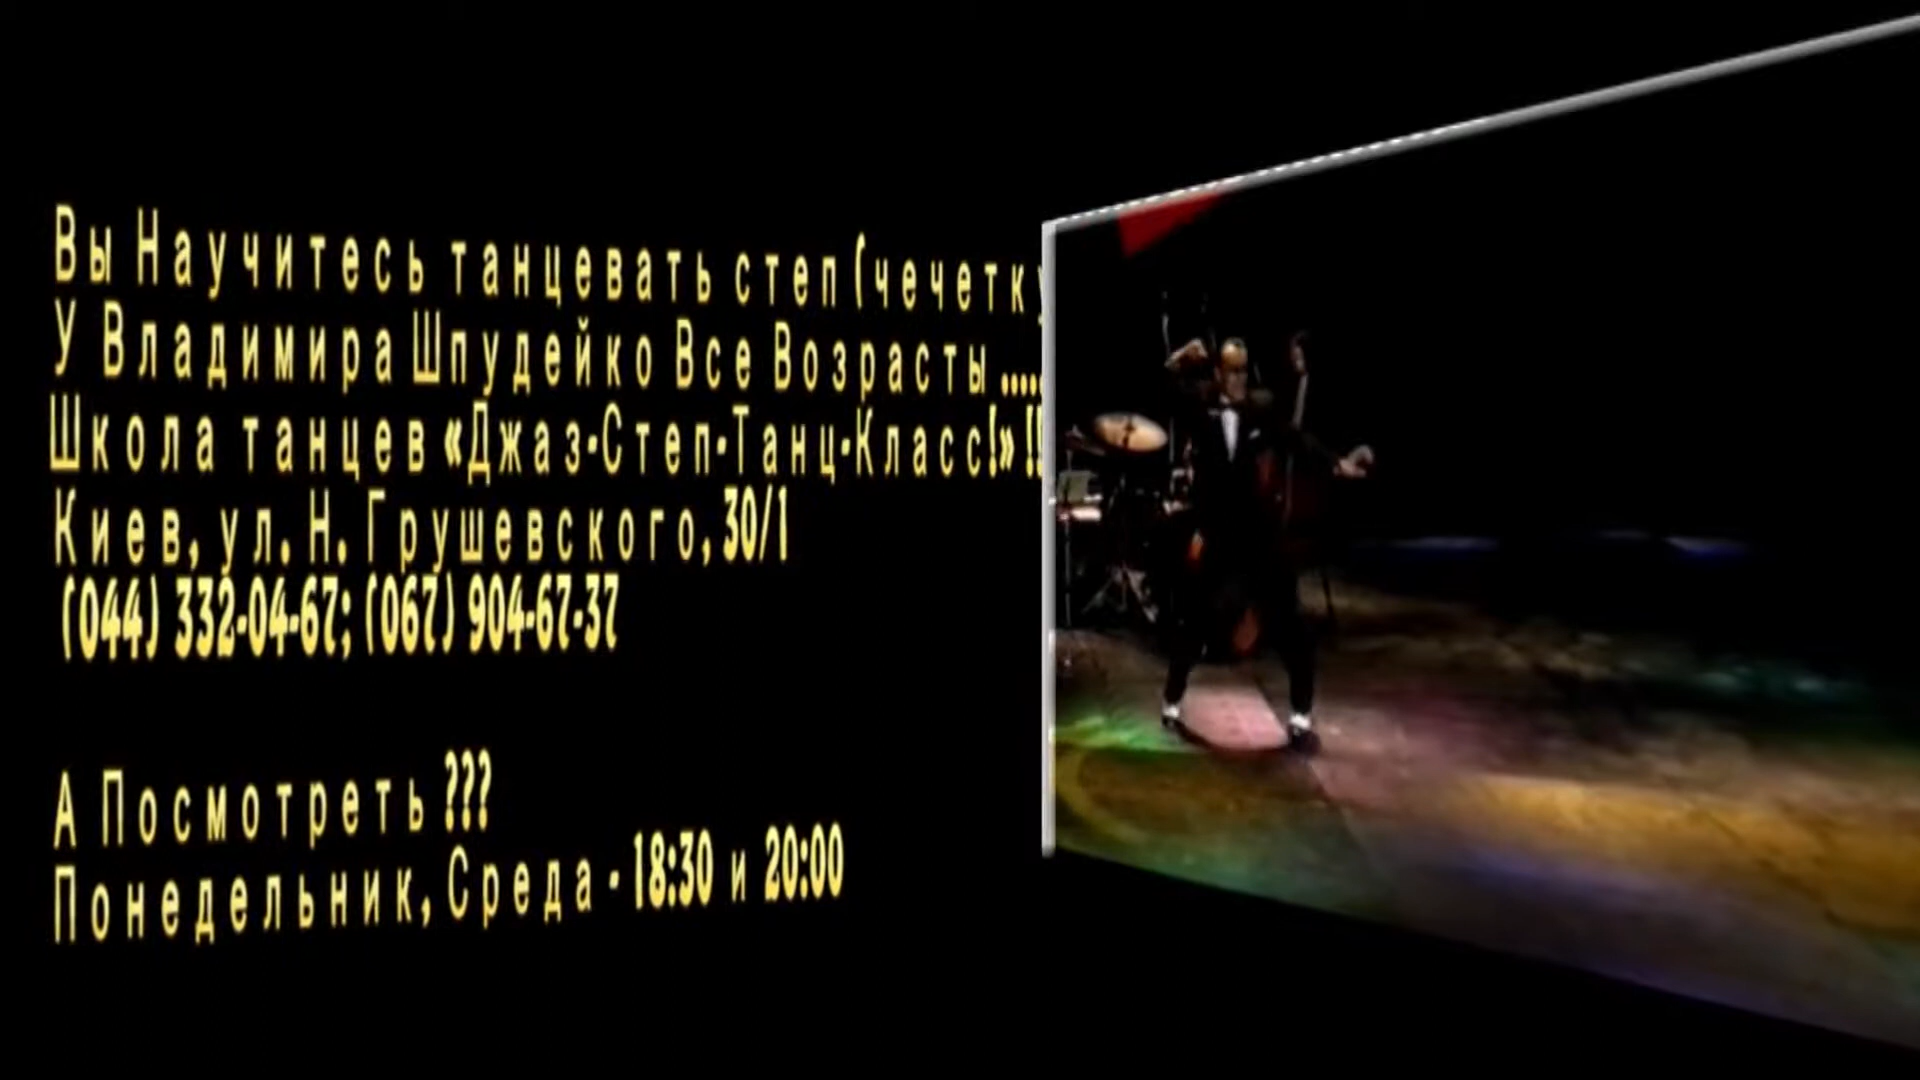 Вы Научитесь танцевать степ (чечетку
У Владимира Шпудейко Все Возрасты .....
Школа танцев «Джаз-Степ-Танц-Класс!» !!
Киев, ул. Н. Грушевского, 30/1
(044) 332-04-67; (067) 904-67-37
А Посмотреть ???
Понедельник, Среда - 18:30 и 20:00